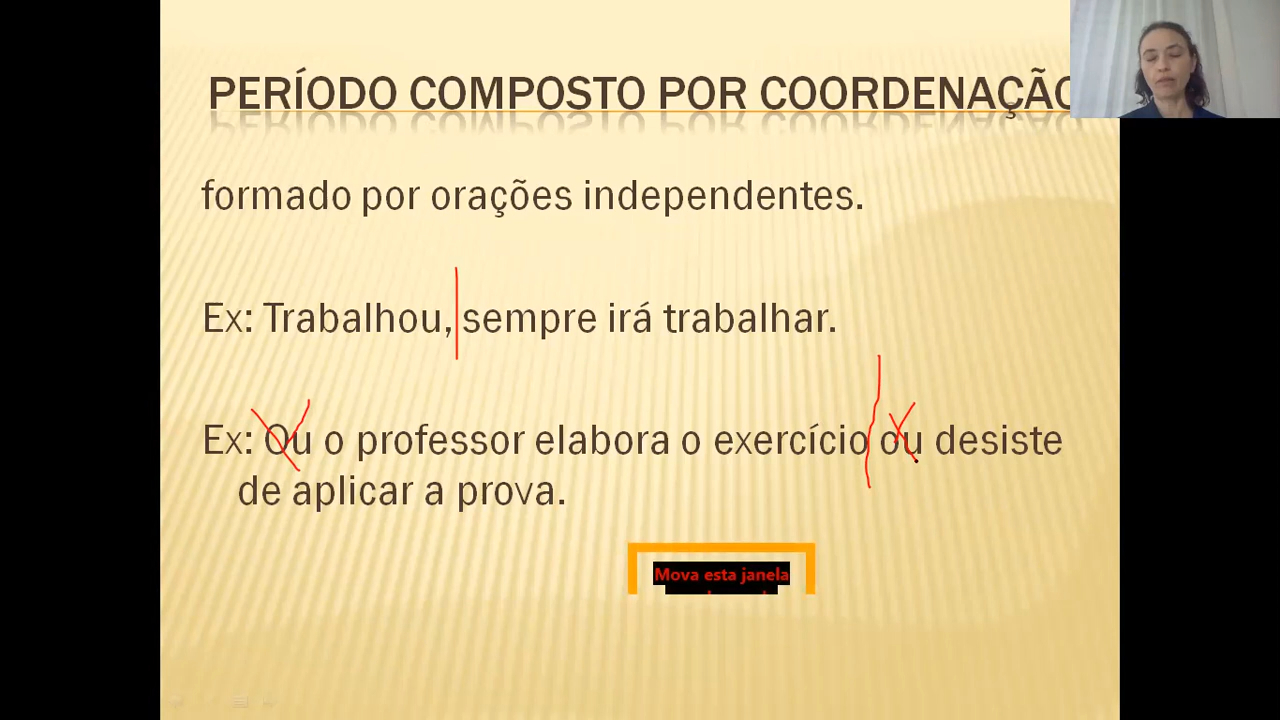 PERÍODO COMPOSTO POR COORDENAÇÃO
formado por orações independentes.
Ex: Trabalhou, sempre irá trabalhar.
Ex: Ou o professor elabora o exercício ou desiste
de aplicar a prova.
Mova esta janela